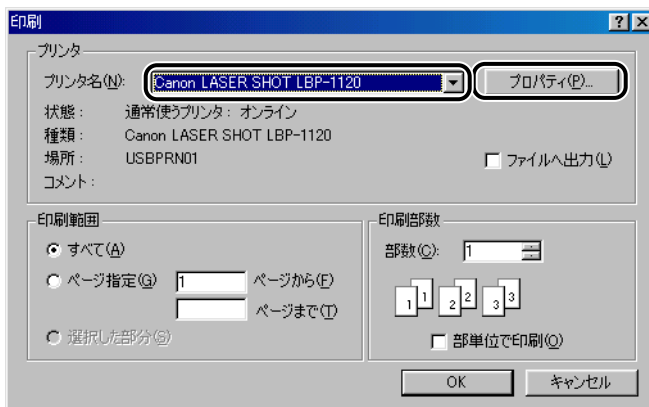 印刷
プリンタ
プリンタ名(N): Canon LASER SHOT LBP-1120 プロパティ(P)...
状態： 通常使うプリンタ： オンライン
種類： Canon LASER SHOT LBP-1120
場所： USBPRN01
コメント：
ファイルへ出力(L)
印刷範囲
すべて(A)
ページ指定(G) 1 ページから(F)
ページまで(T)
選択した部分(S)
印刷部数
部数(C): 1
1 1 2 2 3 3
部単位で印刷(O)
OK キャンセル